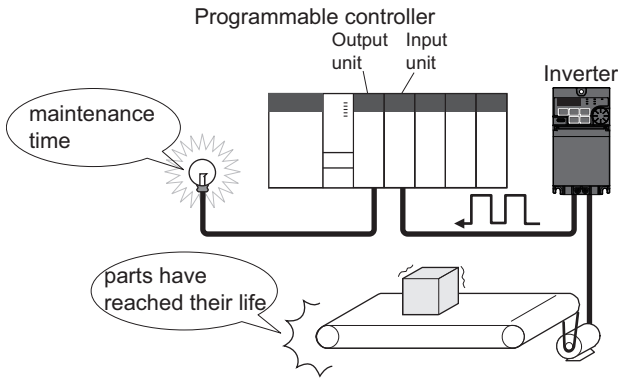 Programmable controller
Output Input
unit unit
Inverter
maintenance
time
parts have
reached their life